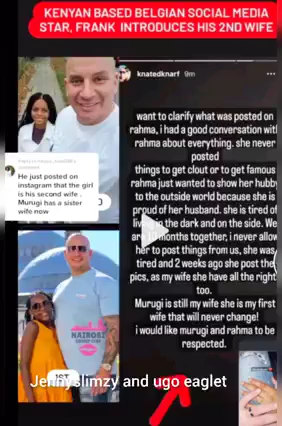 KENYAN BASED BELGIAN SOCIAL MEDIA
STAR, FRANK INTRODUCES HIS 2ND WIFE
knatedknarf 9m
want to clarify what was posted on
rahma, i had a good conversation with
rahma about everything. she never
posted
things to get clout or to get famous
rahma just wanted to show her hubby
to the outside world because she is
proud of her husband. she is tired of
living in the dark and on the side. We
are 10 months together, i never allow
her to post things from us, she was
tired and 2 weeks ago she post the
pics, as my wife she have all the right
too.
Murugi is still my wife she is my first
wife that will never change!
i would like murugi and rahma to be
respected.
He just posted on
instagram that the girl
is his second wife .
Murugi has a sister
wife now
NAIROBI
1ST
Jennyslimzy and ugo eaglet